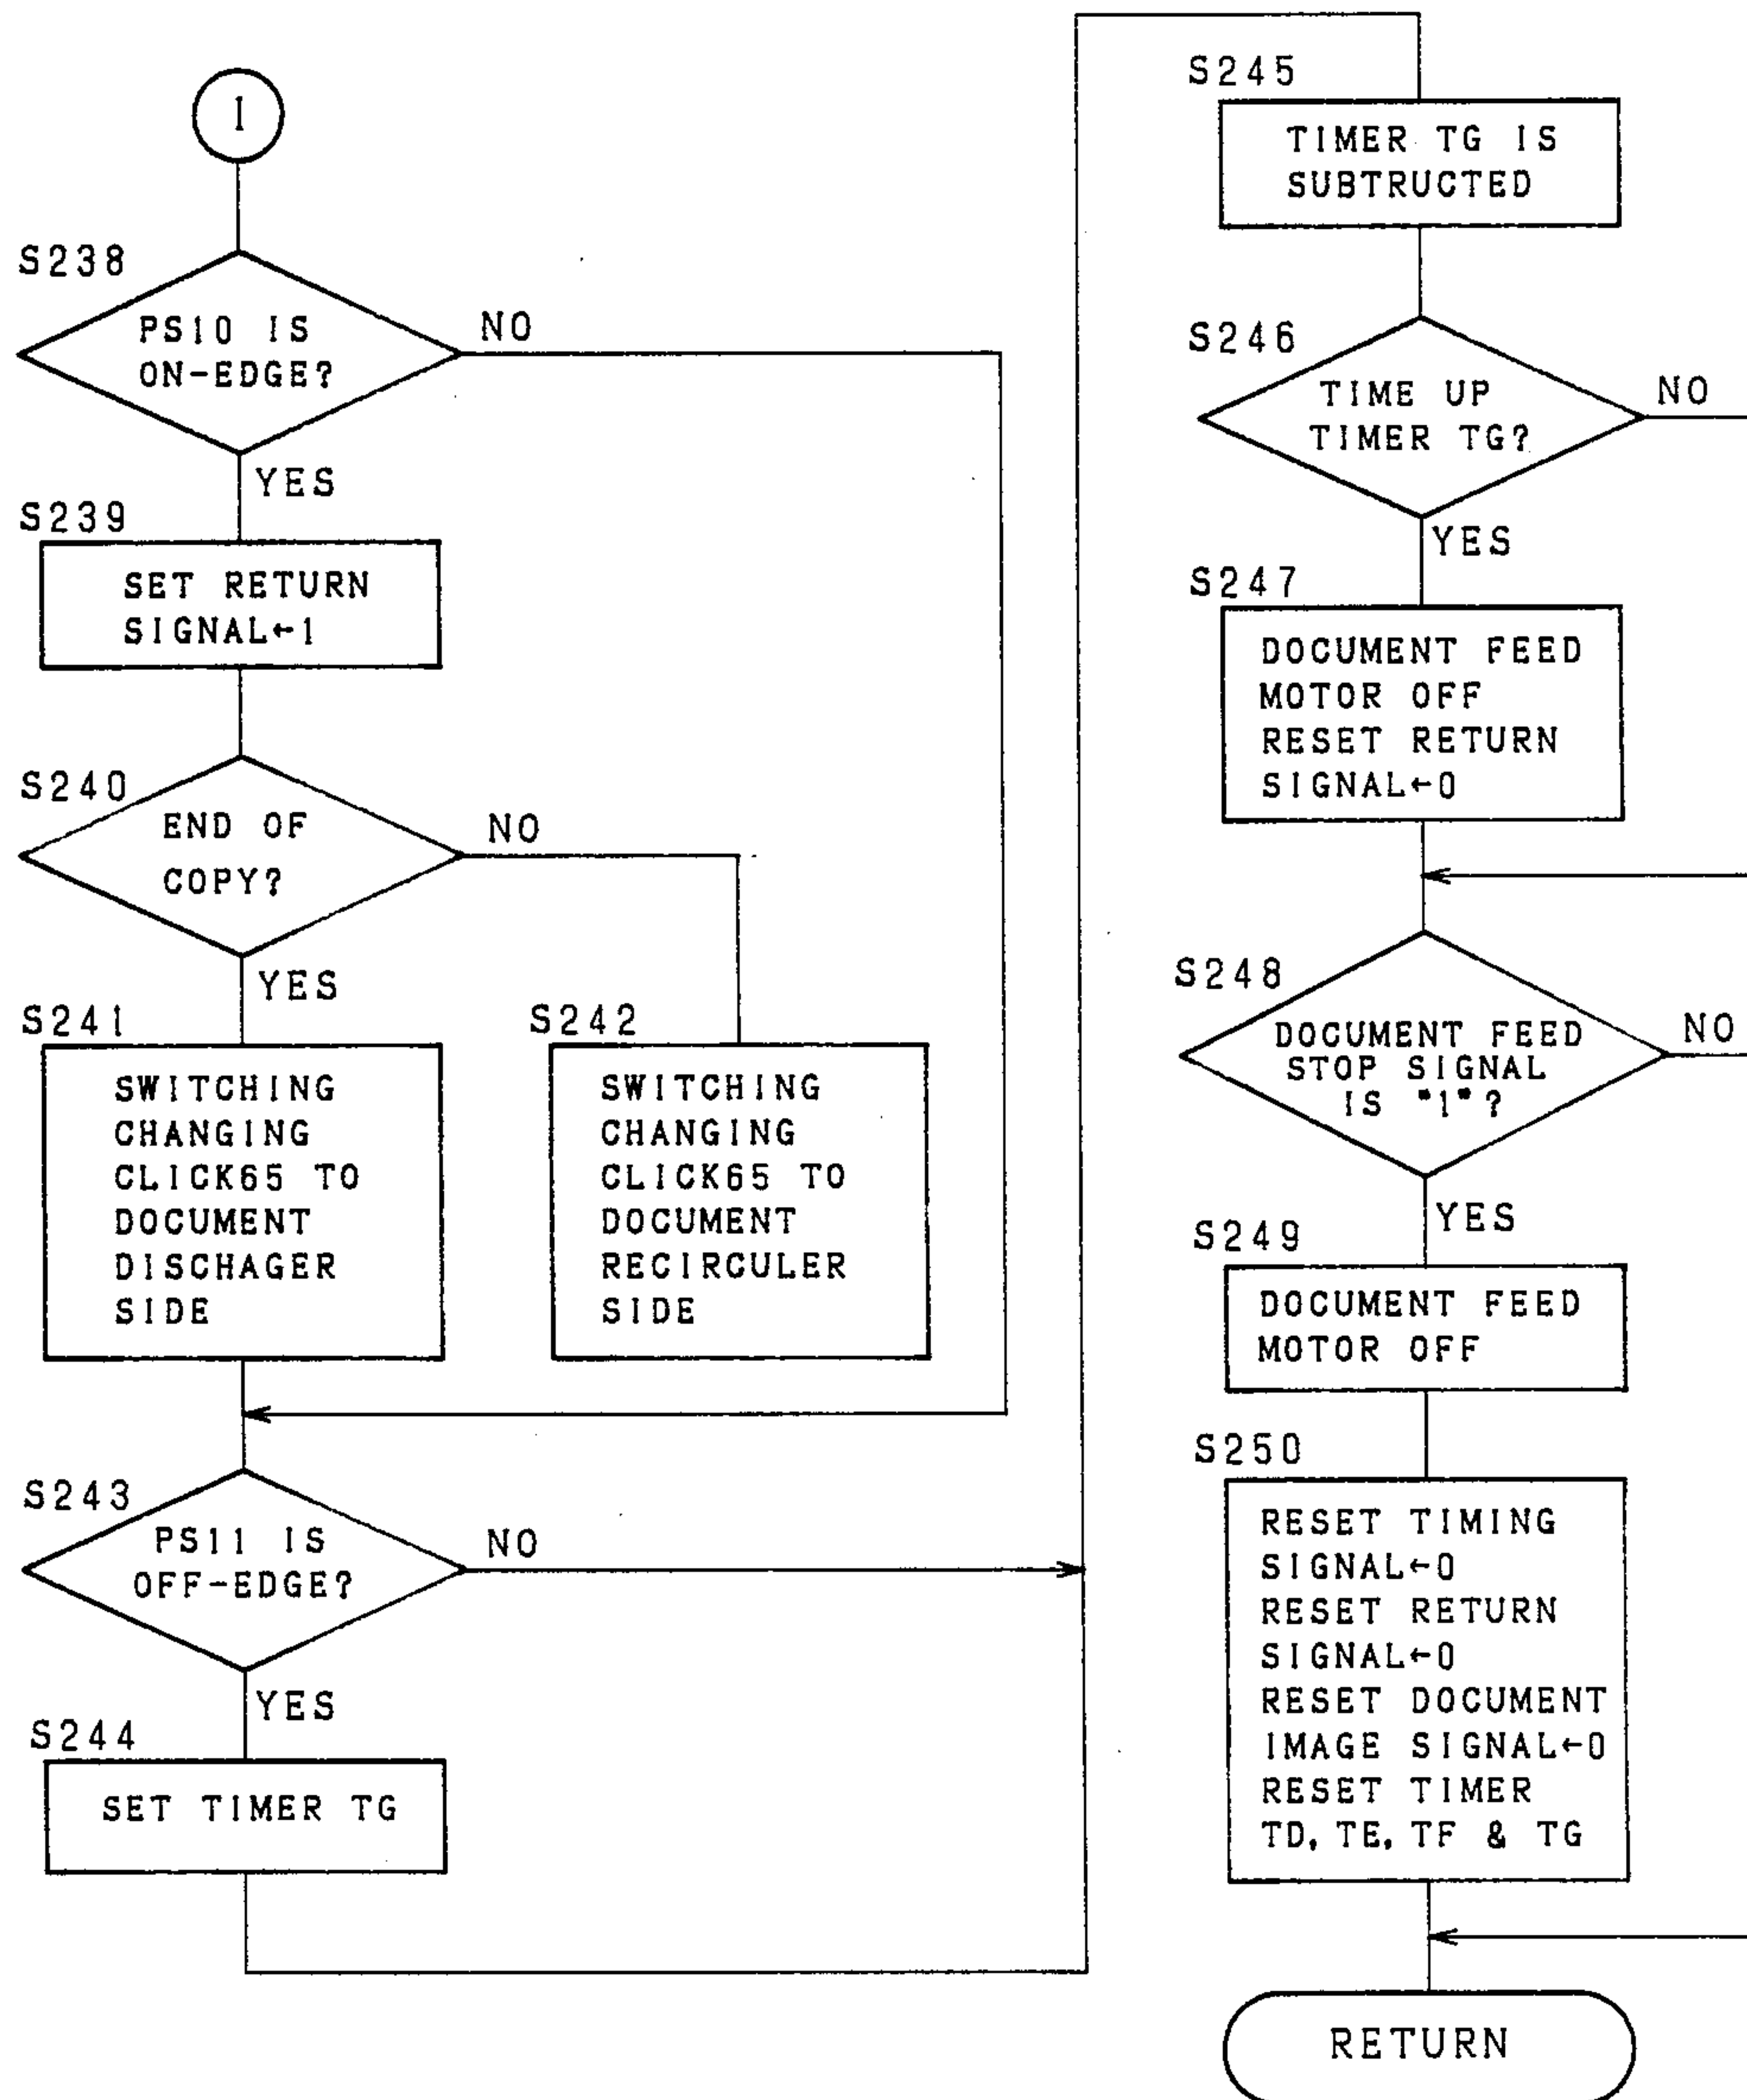 1
S238
PS10 IS
ON-EDGE?
NO
YES
S239
SET RETURN
SIGNAL←1
S240
END OF
COPY?
NO
YES
S241
SWITCHING
CHANGING
CLICK65 TO
DOCUMENT
DISCHAGER
SIDE
S242
SWITCHING
CHANGING
CLICK65 TO
DOCUMENT
RECIRCULER
SIDE
S243
PS11 IS
OFF-EDGE?
NO
YES
S244
SET TIMER TG
S245
TIMER TG IS
SUBTRUCTED
S246
TIME UP
TIMER TG?
NO
YES
S247
DOCUMENT FEED
MOTOR OFF
RESET RETURN
SIGNAL←0
S248
DOCUMENT FEED
STOP SIGNAL
IS "1"?
NO
YES
S249
DOCUMENT FEED
MOTOR OFF
S250
RESET TIMING
SIGNAL←0
RESET RETURN
SIGNAL←0
RESET DOCUMENT
IMAGE SIGNAL←0
RESET TIMER
TD, TE, TF & TG
RETURN